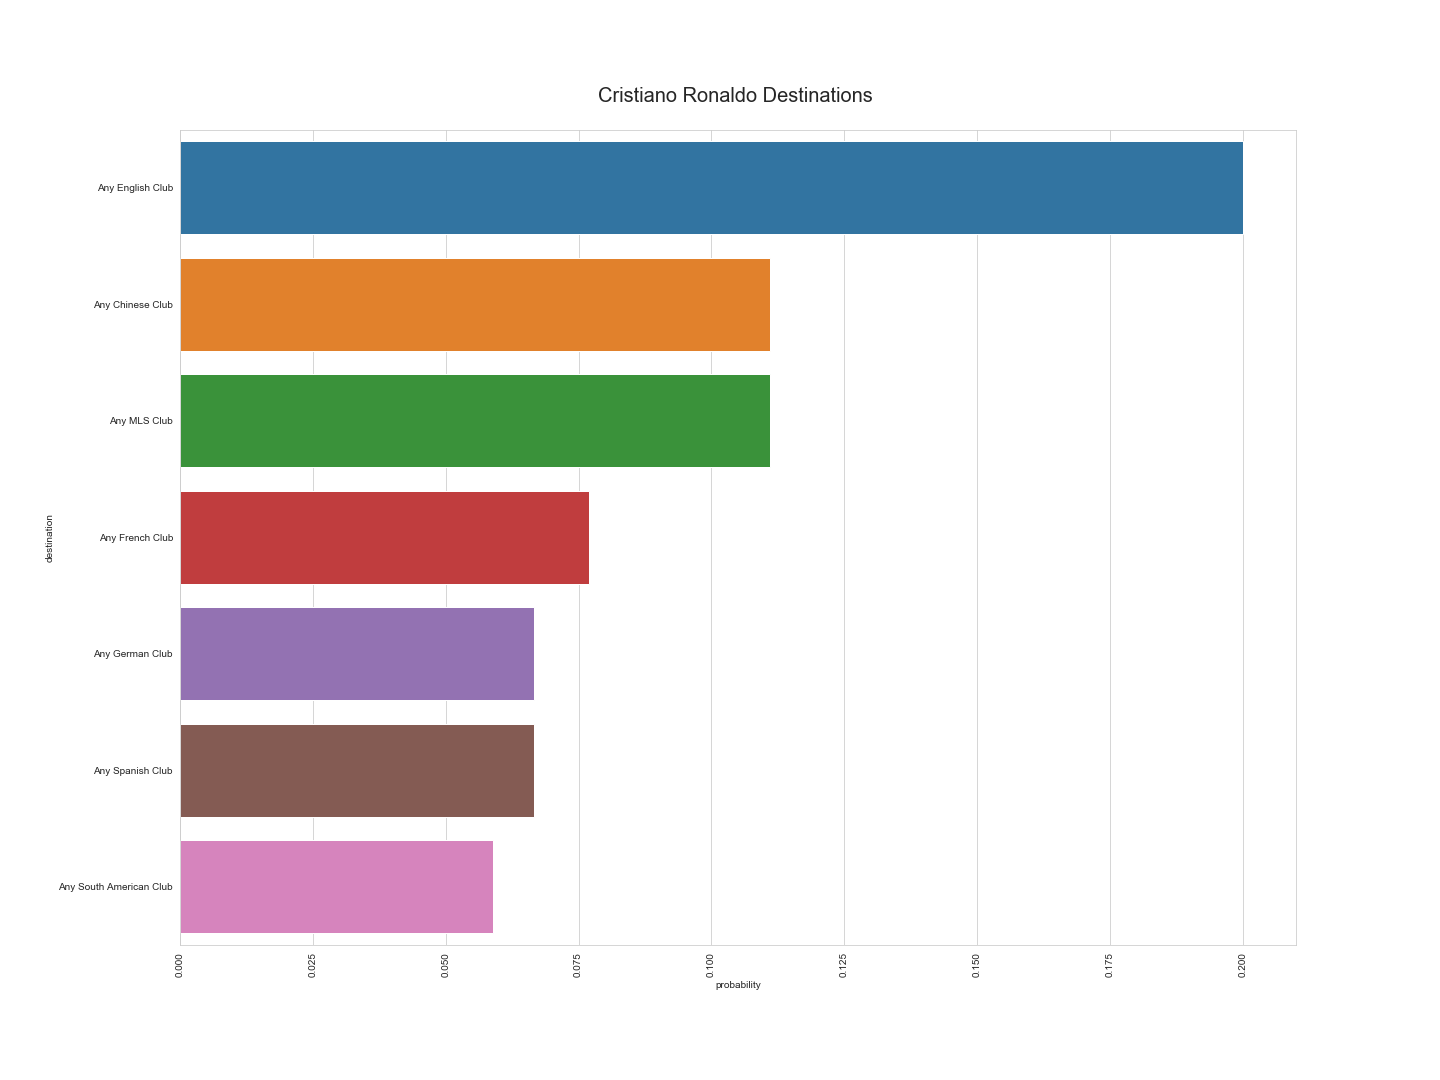 Cristiano Ronaldo Destinations
Any English Club
Any Chinese Club
Any MLS Club
Any French Club
Any German Club
Any Spanish Club
Any South American Club
destination
0.000
0.025
0.050
0.075
0.100
0.125
0.150
0.175
0.200
probability